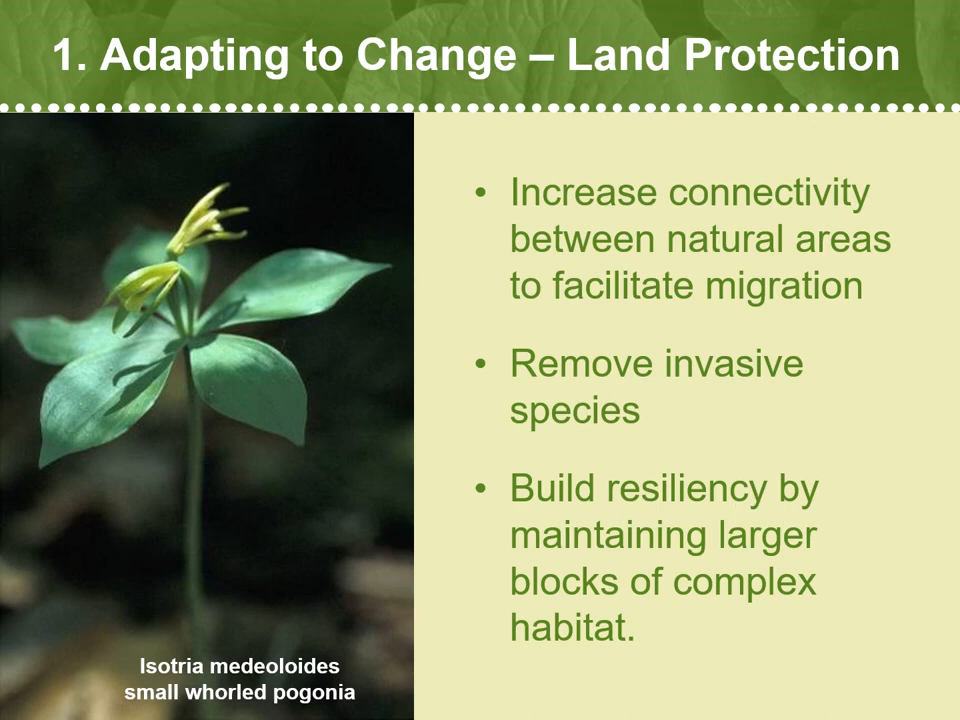 1. Adapting to Change – Land Protection
• Increase connectivity
between natural areas
to facilitate migration
• Remove invasive
species
• Build resiliency by
maintaining larger
blocks of complex
habitat.
Isotria medeoloides
small whorled pogonia